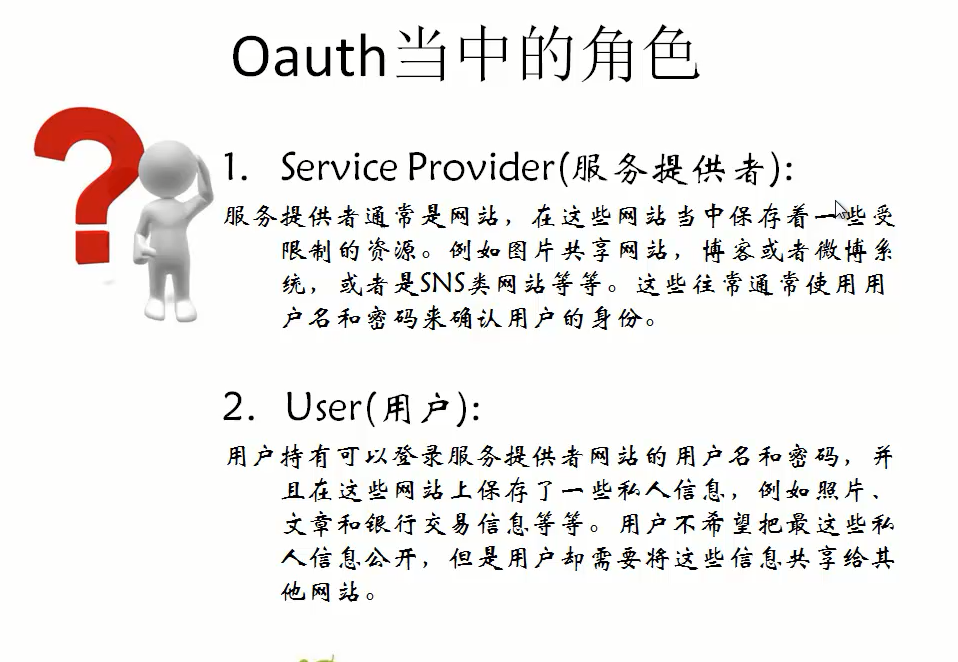 Oauth当中的角色
1. Service Provider(服务提供者):
服务提供者通常是网站，在这些网站当中保存着一些受
限制的资源。例如图片共享网站，博客或者微博系
统，或者是SNS类网站等等。这些往常通常使用用
户名和密码来确认用户的身份。
2. User(用户):
用户持有可以登录服务提供者网站的用户名和密码，并
且在这些网站上保存了一些私人信息，例如照片、
文章和银行交易信息等等。用户不希望把最这些私
人信息公开，但是用户却需要将这些信息共享给其
他网站。